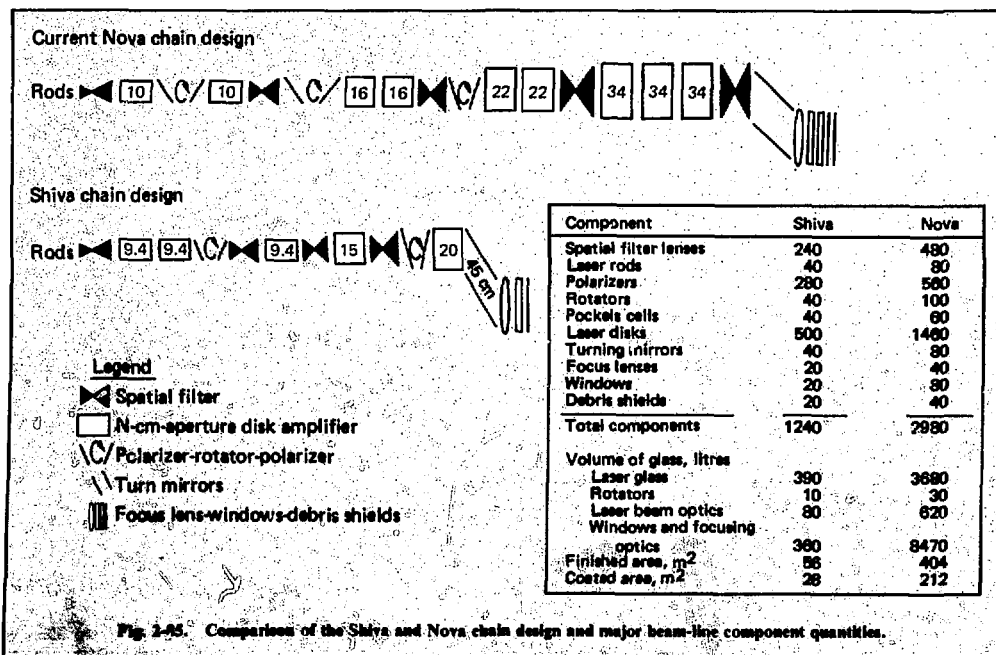 Current Nova chain design
Rods 10 C 10 C 16 16 C 22 22 34 34 34
Shiva chain design
Rods 9.4 9.4 C 9.4 15 C 20 45 cm
Component Shiva Nova
Spatial filter lenses 240 480
Laser rods 40 80
Polarizers 280 560
Rotators 40 100
Pockels cells 40 60
Laser disks 500 1460
Turning mirrors 40 80
Focus lenses 20 40
Windows 20 80
Debris shields 20 40
Total components 1240 2980
Volume of glass, litres
Laser glass 390 3680
Rotators 10 30
Laser beam optics 80 620
Windows and focusing
optics 360 8470
Finished area, m2 56 404
Coated area, m2 28 212
Legend
Spatial filter
N-cm-aperture disk amplifier
C Polarizer-rotator-polarizer
Turn mirrors
Focus lens-windows-debris shields
Fig. 2-95. Comparison of the Shiva and Nova chain design and major beam-line component quantities.